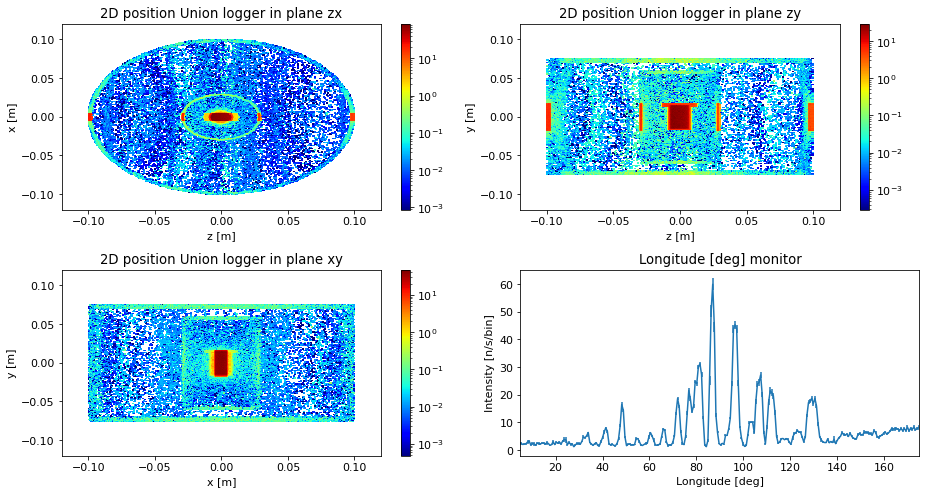 2D position Union logger in plane zx
0.10
0.05
0.00
−0.05
−0.10
x [m]
−0.10 −0.05 0.00 0.05 0.10
z [m]
10^1
10^0
10^−1
10^−2
10^−3
2D position Union logger in plane zy
0.10
0.05
0.00
−0.05
−0.10
y [m]
−0.10 −0.05 0.00 0.05 0.10
z [m]
10^1
10^0
10^−1
10^−2
10^−3
2D position Union logger in plane xy
0.10
0.05
0.00
−0.05
−0.10
y [m]
−0.10 −0.05 0.00 0.05 0.10
x [m]
10^1
10^0
10^−1
10^−2
10^−3
Longitude [deg] monitor
60
50
40
30
20
10
0
Intensity [n/s/bin]
20 40 60 80 100 120 140 160
Longitude [deg]